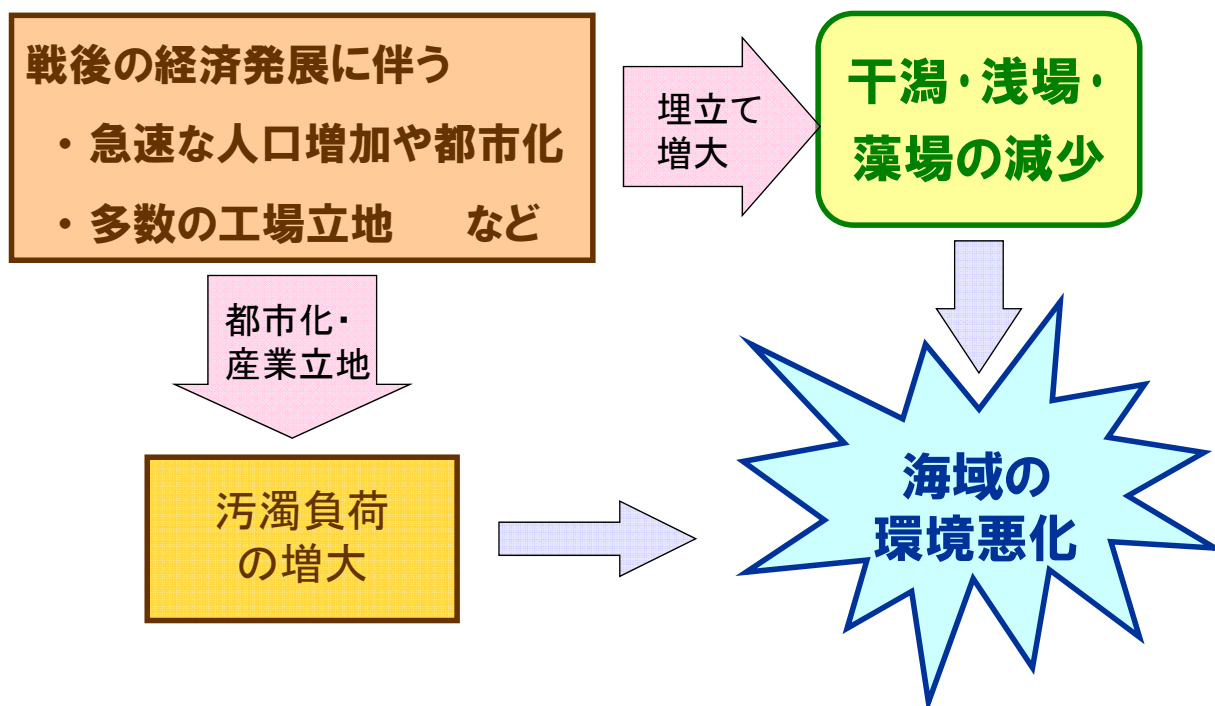 戦後の経済発展に伴う
・急速な人口増加や都市化
・多数の工場立地　　など
埋立て
増大
干潟・浅場・
藻場の減少
都市化・
産業立地
汚濁負荷
の増大
海域の
環境悪化